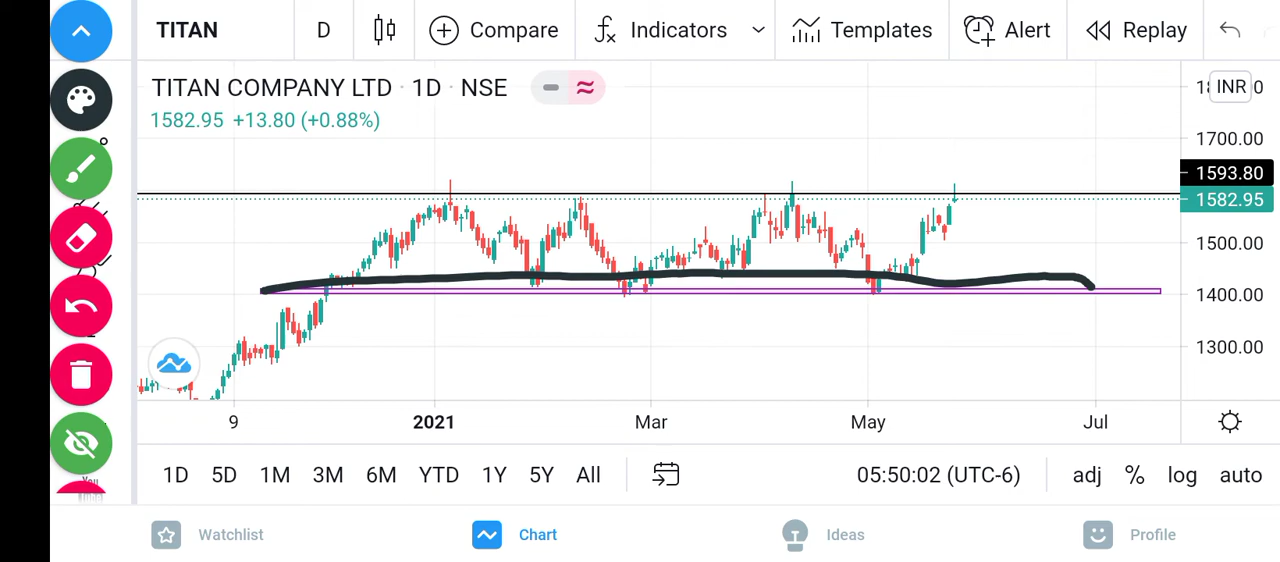 TITAN D Compare Indicators Templates Alert Replay
TITAN COMPANY LTD · 1D · NSE
INR
1582.95 +13.80 (+0.88%)
1700.00
1593.80
1582.95
1500.00
1400.00
1300.00
9 2021 Mar May Jul
1D 5D 1M 3M 6M YTD 1Y 5Y All 05:50:02 (UTC-6) adj % log auto
Watchlist Chart Ideas Profile